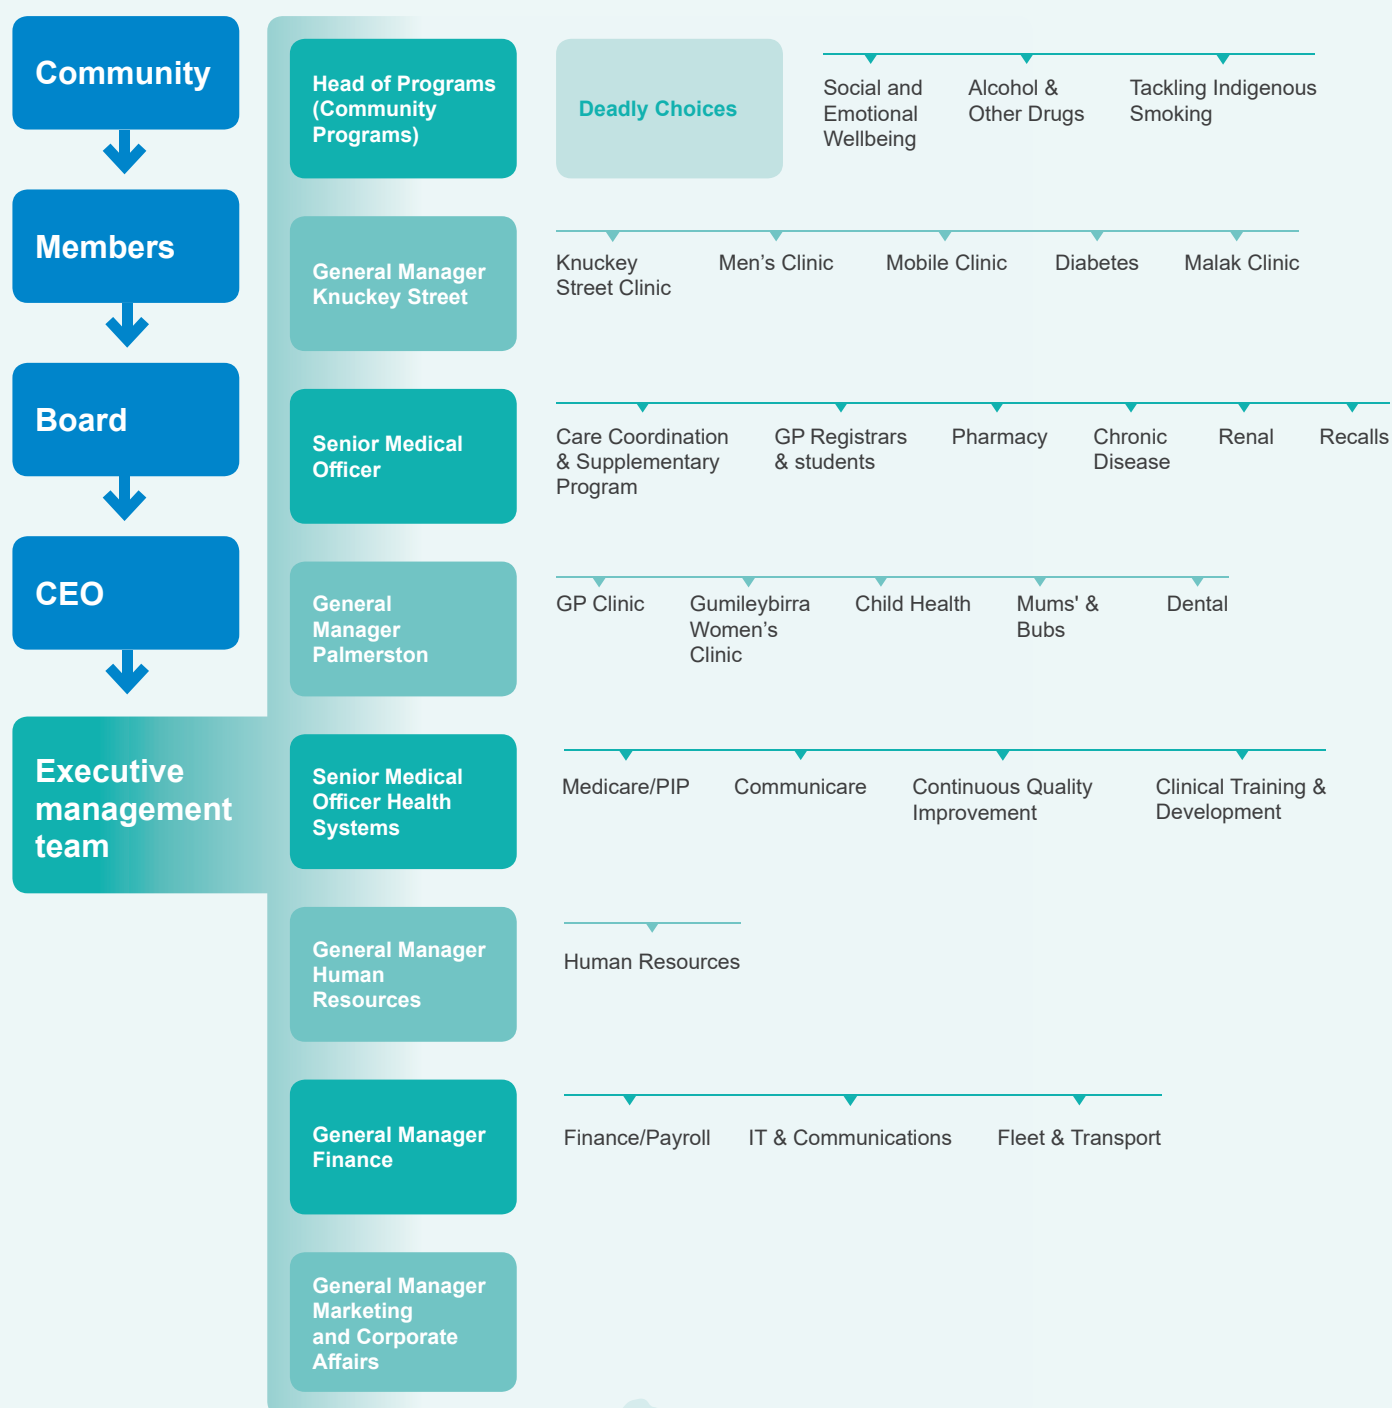 Community
Members
Board
CEO
Executive
management
team
Head of Programs
(Community
Programs)
Deadly Choices
Social and
Emotional
Wellbeing
Alcohol &
Other Drugs
Tackling Indigenous
Smoking
General Manager
Knuckey Street
Knuckey
Street Clinic
Men’s Clinic
Mobile Clinic
Diabetes
Malak Clinic
Senior Medical
Officer
Care Coordination
& Supplementary
Program
GP Registrars
& students
Pharmacy
Chronic
Disease
Renal
Recalls
General
Manager
Palmerston
GP Clinic
Gumileybirra
Women’s
Clinic
Child Health
Mums' &
Bubs
Dental
Senior Medical
Officer Health
Systems
Medicare/PIP
Communicare
Continuous Quality
Improvement
Clinical Training &
Development
General Manager
Human
Resources
Human Resources
General Manager
Finance
Finance/Payroll
IT & Communications
Fleet & Transport
General Manager
Marketing
and Corporate
Affairs